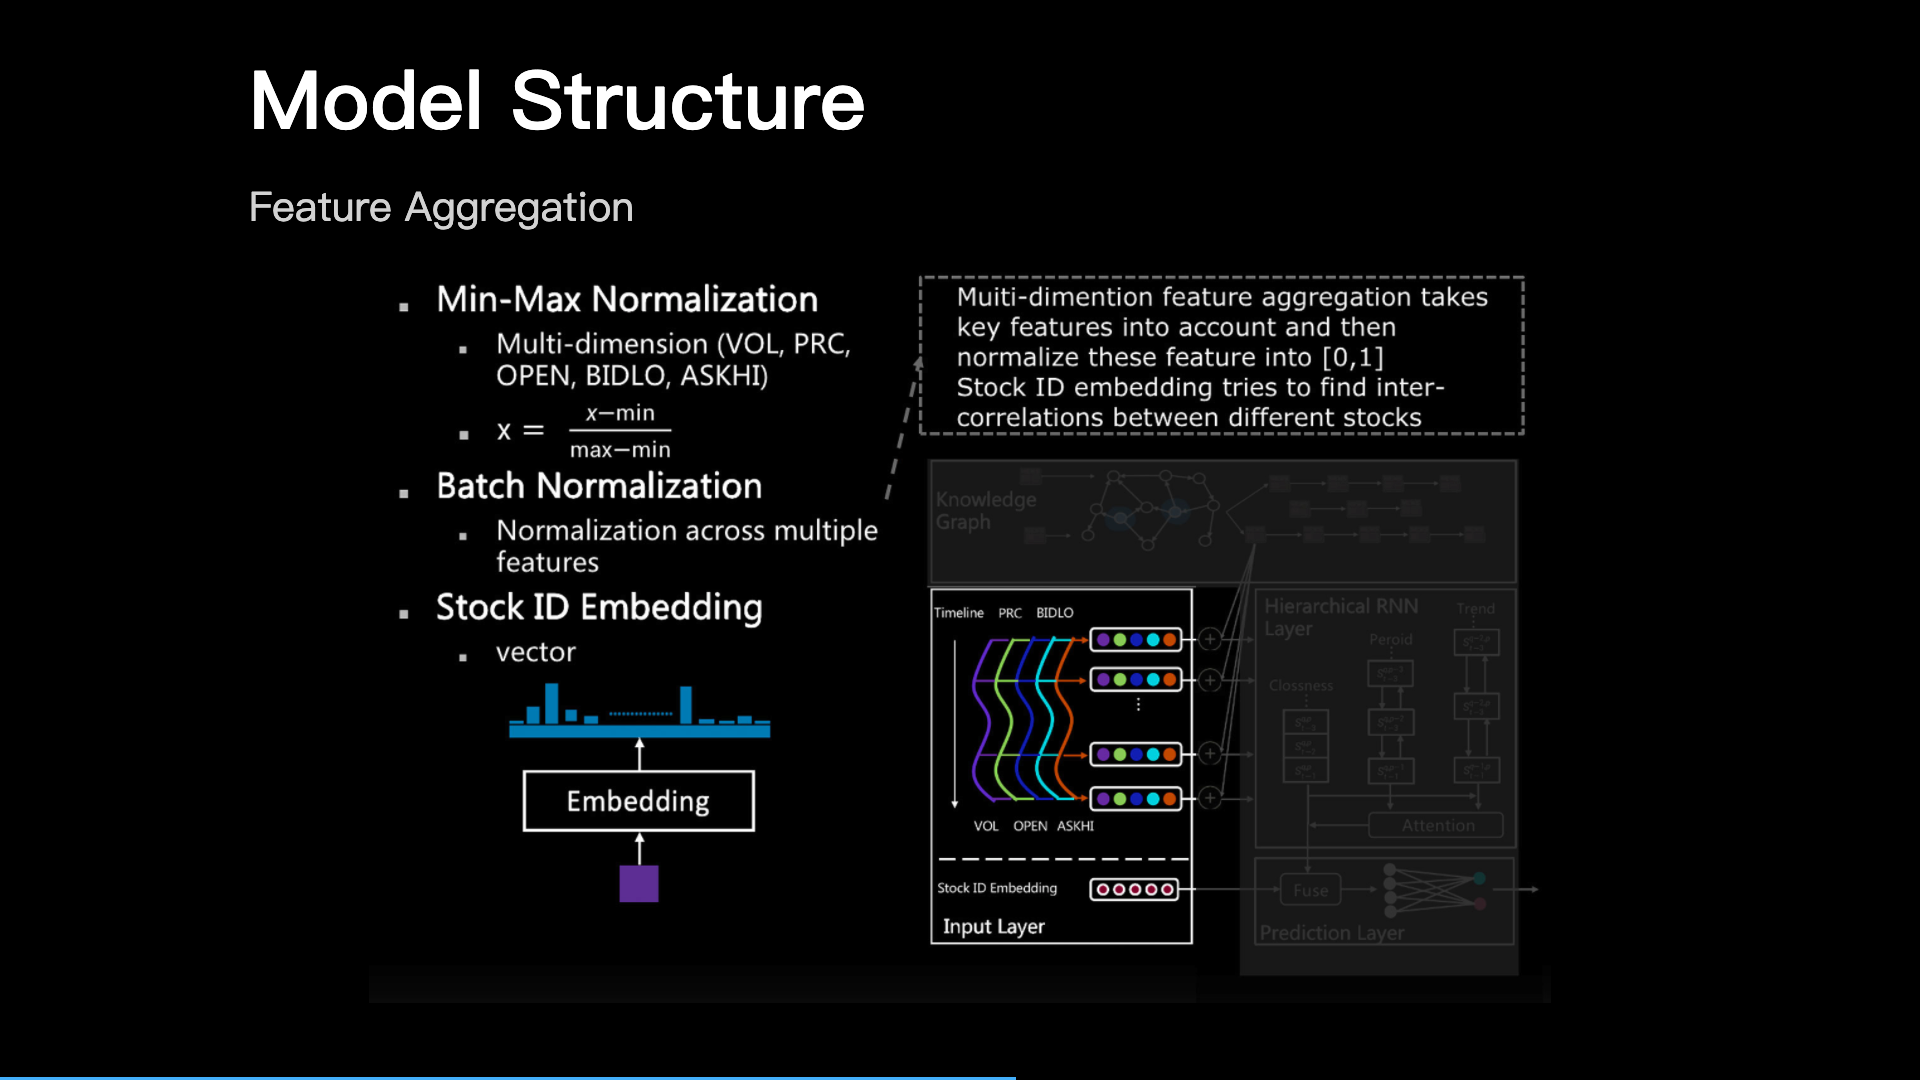 Model Structure
Feature Aggregation
▪ Min-Max Normalization
▪ Multi-dimension (VOL, PRC,
OPEN, BIDLO, ASKHI)
▪ x = x−min
max−min
▪ Batch Normalization
▪ Normalization across multiple
features
▪ Stock ID Embedding
▪ vector
Embedding
Muiti-dimention feature aggregation takes
key features into account and then
normalize these feature into [0,1]
Stock ID embedding tries to find inter-
correlations between different stocks
Knowledge
Graph
Timeline PRC BIDLO
VOL OPEN ASKHI
Stock ID Embedding
Input Layer
Hierarchical RNN
Layer
Trend
Peroid
Clossness
Attention
Fuse
Prediction Layer